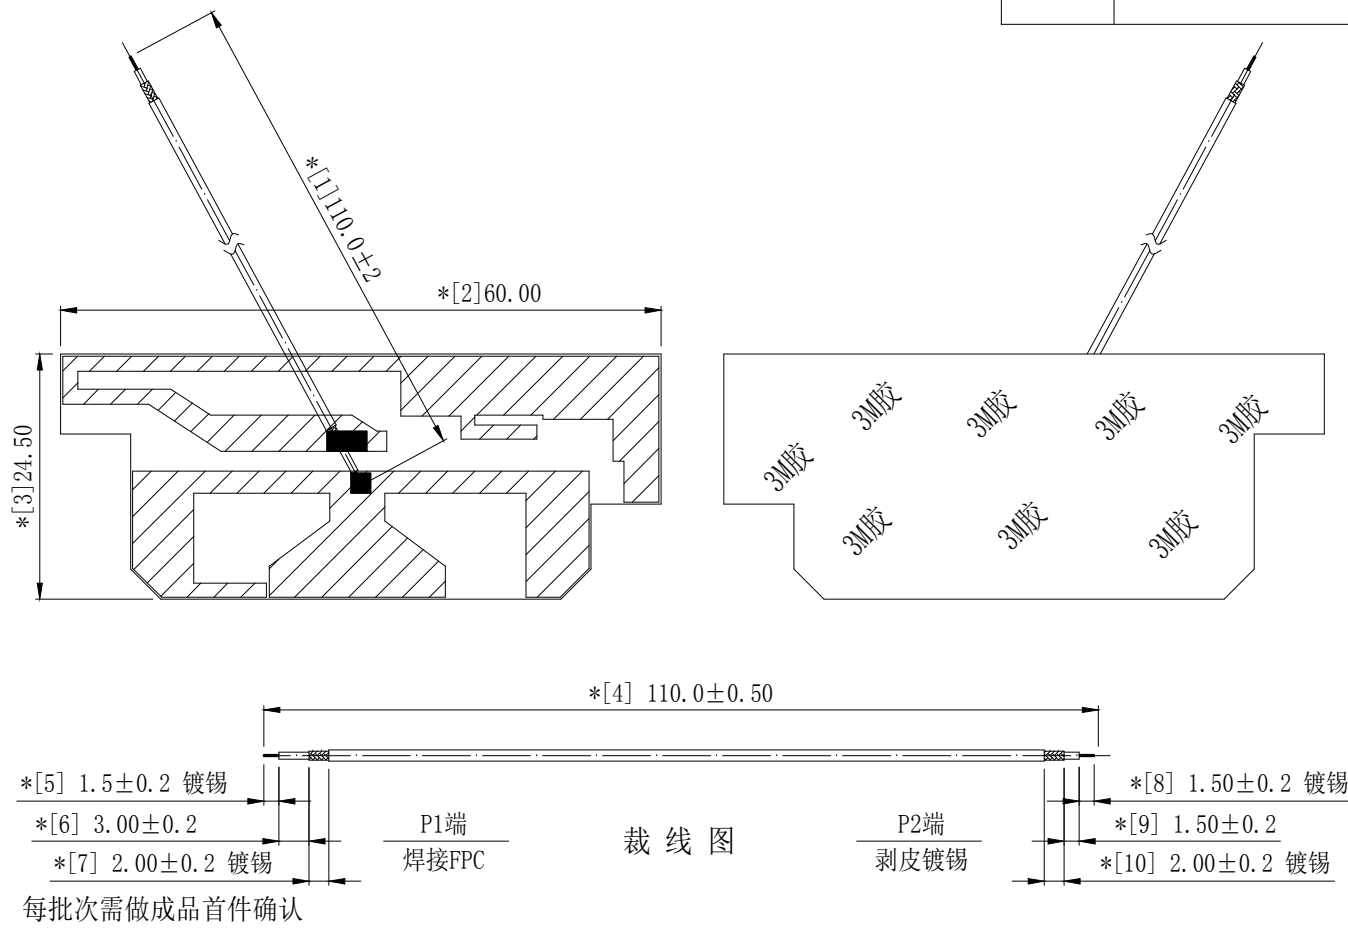 *[1]110.0±2
*[2]60.00
*[3]24.50
3M胶
3M胶
3M胶
3M胶
3M胶
3M胶
3M胶
3M胶
*[4] 110.0±0.50
*[5] 1.5±0.2 镀锡
*[8] 1.50±0.2 镀锡
*[6] 3.00±0.2
P1端
裁线图
P2端
*[9] 1.50±0.2
*[7] 2.00±0.2 镀锡
焊接FPC
剥皮镀锡
*[10] 2.00±0.2 镀锡
每批次需做成品首件确认